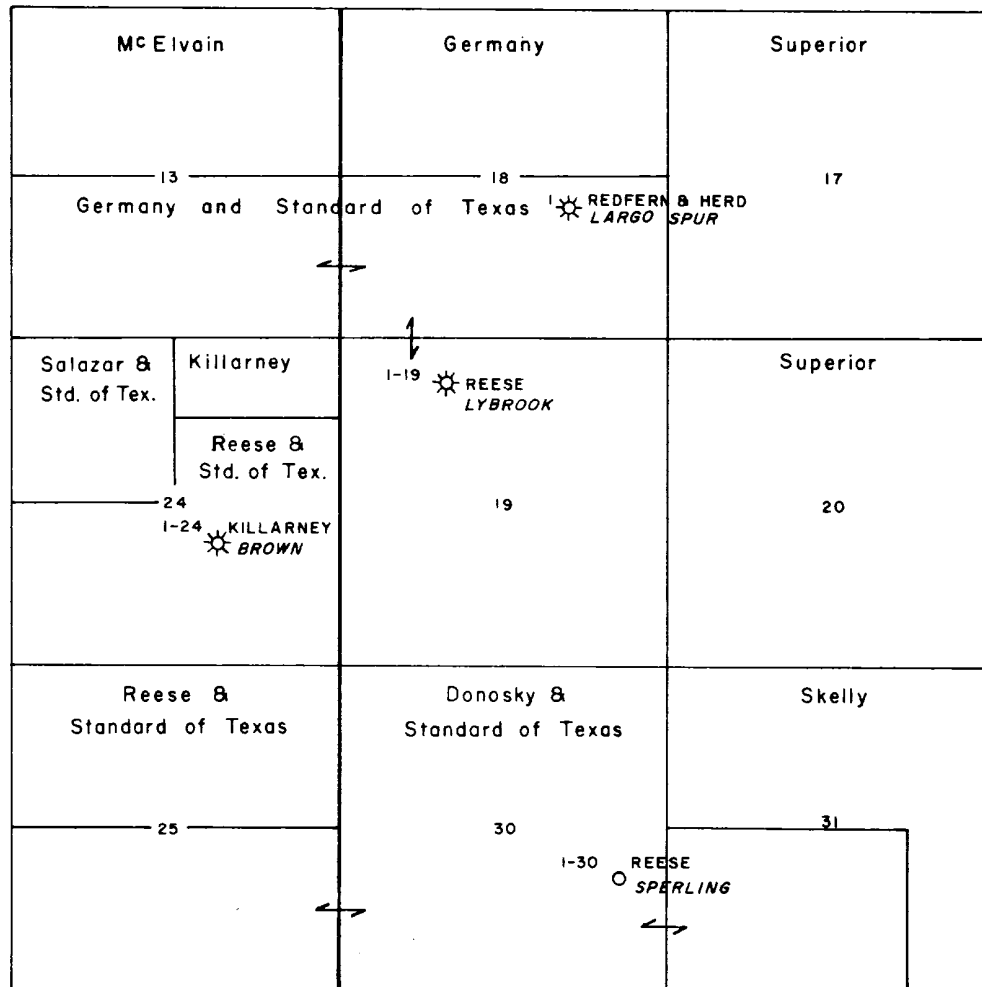 Mc Elvain
Germany
Superior
13
18
17
Germany and Standard of Texas
1 REDFERN & HERD
LARGO SPUR
Salazar &
Std. of Tex.
Killarney
Superior
1-19 REESE
LYBROOK
Reese &
Std. of Tex.
24
19
20
1-24 KILLARNEY
BROWN
Reese &
Standard of Texas
Donosky &
Standard of Texas
Skelly
25
30
31
1-30 REESE
SPERLING